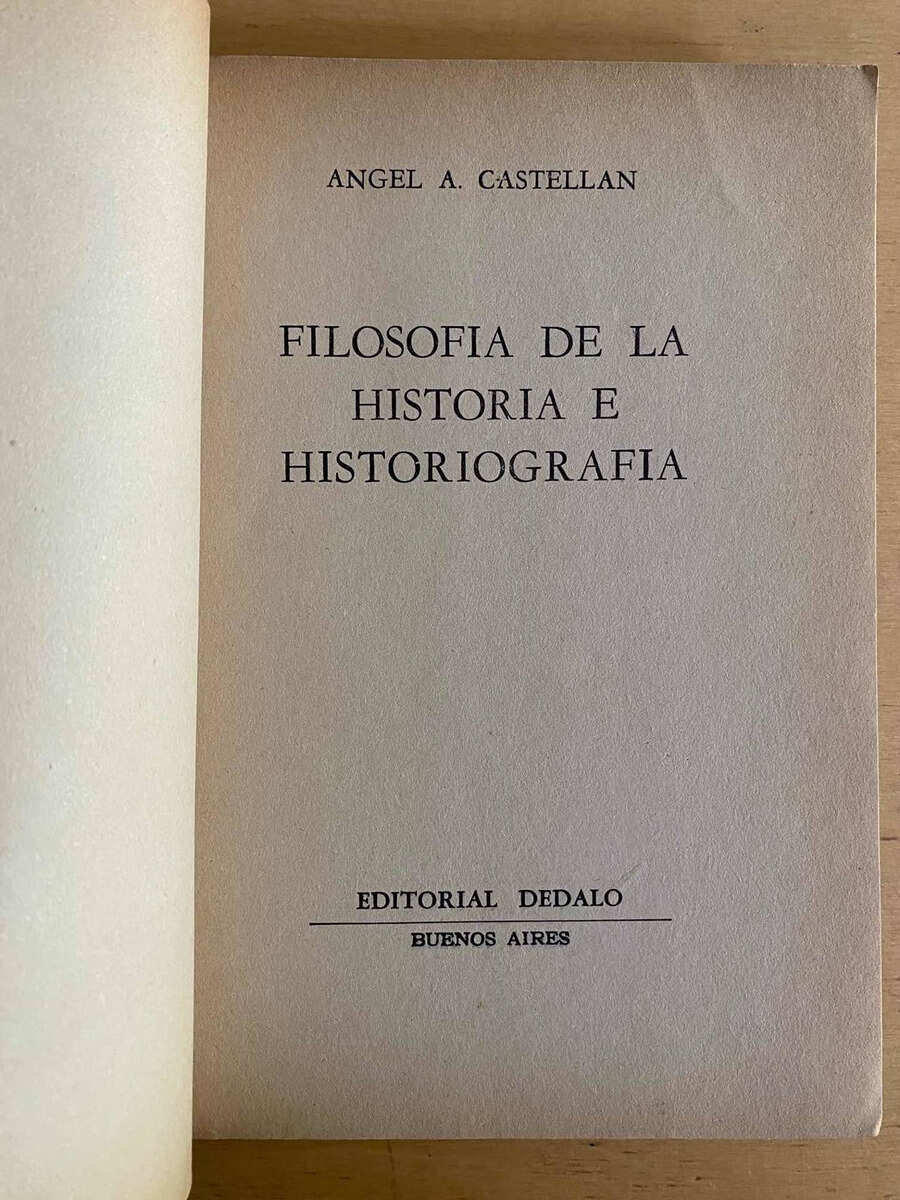 ANGEL A. CASTELLAN
FILOSOFIA DE LA
HISTORIA E
HISTORIOGRAFIA
EDITORIAL DEDALO
BUENOS AIRES